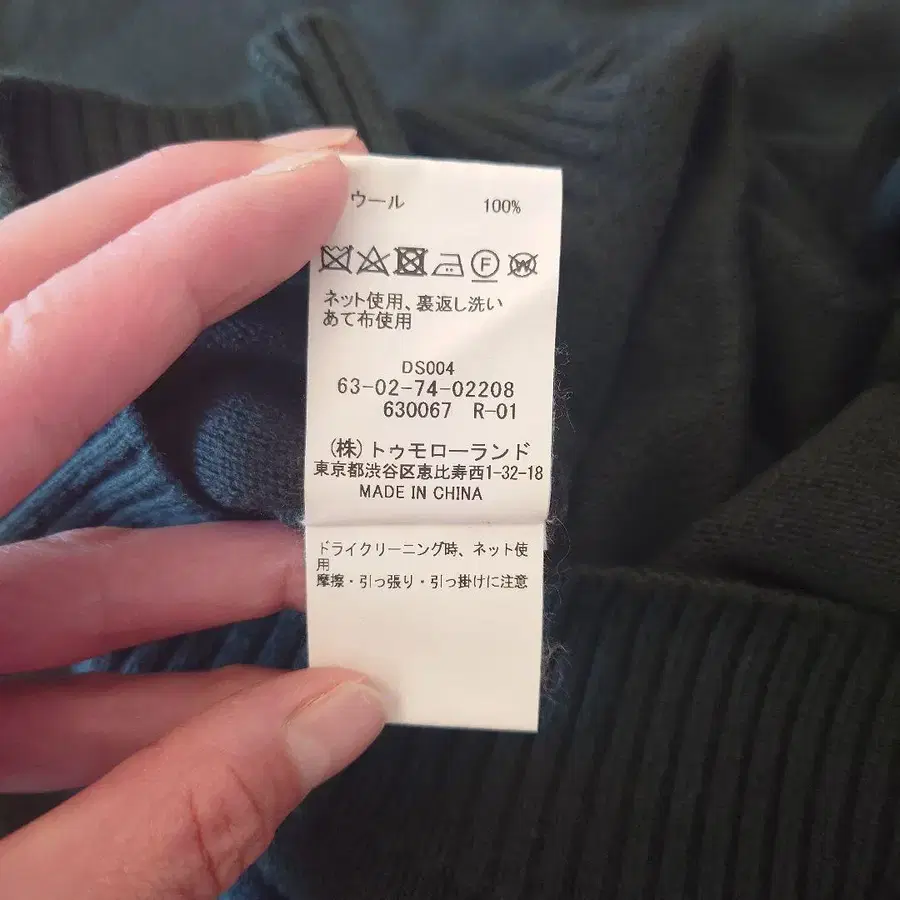 ウール 100%
F W
ネット使用、裏返し洗い
あて布使用
DS004
63-02-74-02208
630067 R-01
(株)トゥモローランド
東京都渋谷区恵比寿西1-32-18
MADE IN CHINA
ドライクリーニング時、ネット使
用
摩擦・引っ張り・引っ掛けに注意